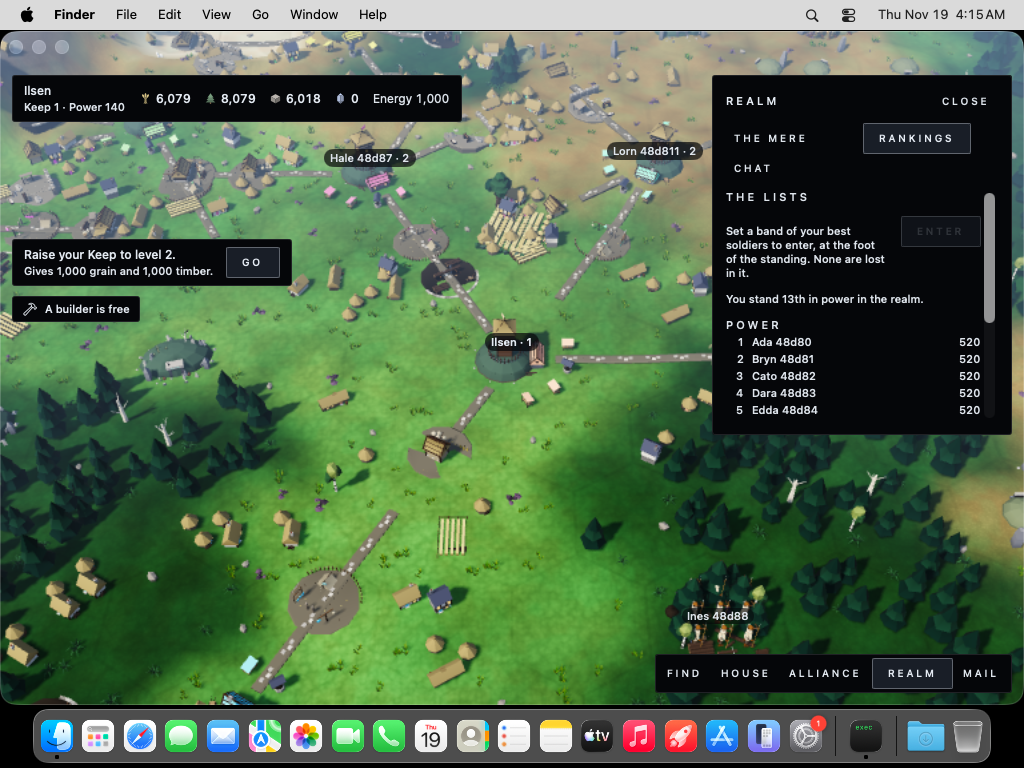 Finder File Edit View Go Window Help
Thu Nov 19 4:15 AM
Ilsen
Keep 1 · Power 140
6,079 8,079 6,018 0 Energy 1,000
REALM CLOSE
THE MERE RANKINGS
CHAT
THE LISTS
Set a band of your best
soldiers to enter, at the foot
of the standing. None are lost
in it.
ENTER
You stand 13th in power in the realm.
POWER
1 Ada 48d80 520
2 Bryn 48d81 520
3 Cato 48d82 520
4 Dara 48d83 520
5 Edda 48d84 520
Hale 48d87 · 2
Lorn 48d811 · 2
Raise your Keep to level 2.
Gives 1,000 grain and 1,000 timber.
GO
A builder is free
Ilsen · 1
Ines 48d88
FIND HOUSE ALLIANCE REALM MAIL
Thu
19
tv
1
exec